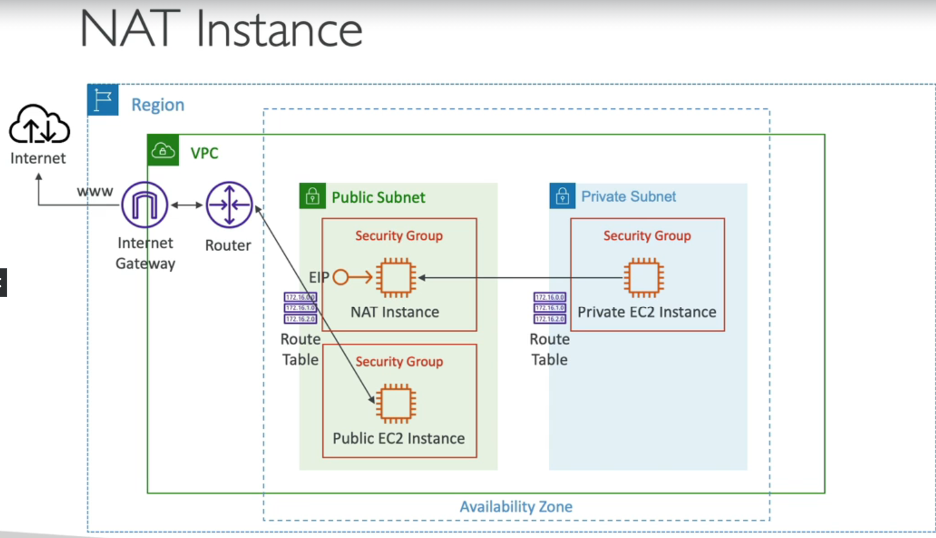 NAT Instance
Region
Internet
VPC
WWW
Public Subnet
Private Subnet
Security Group
Security Group
Internet
Gateway
Router
EIP
NAT Instance
Private EC2 Instance
172.16.0.0
172.16.1.0
172.16.2.0
172.16.0.0
172.16.1.0
172.16.2.0
Route
Table
Route
Table
Security Group
Public EC2 Instance
Availability Zone